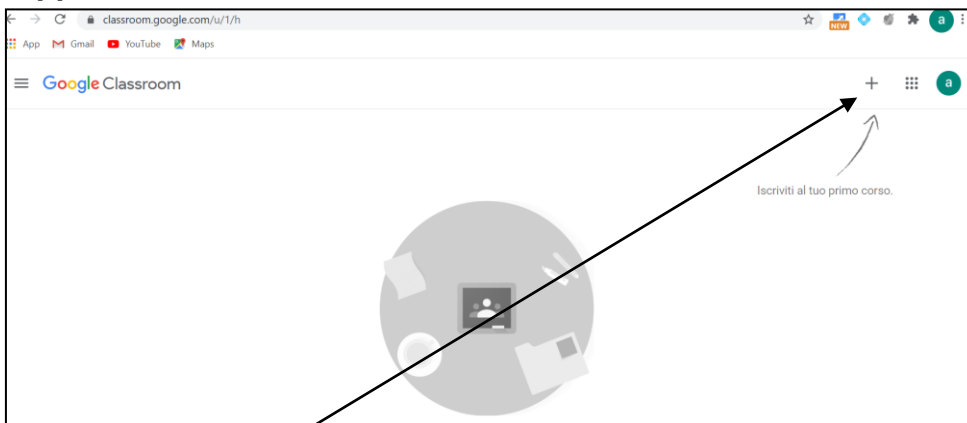 classroom.google.com/u/1/h
NEW
a
App Gmail YouTube Maps
Google Classroom
a
Iscriviti al tuo primo corso.